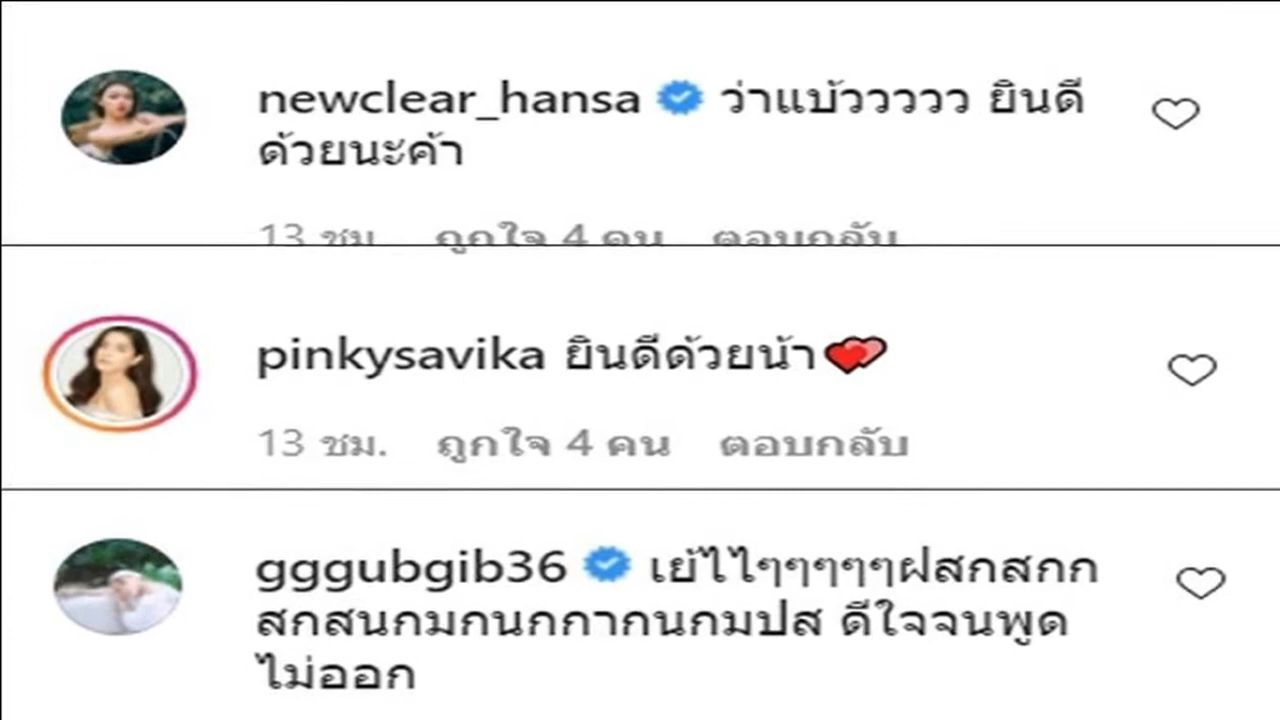 newclear_hansa ว่าแบ้ววววว ยินดี
ด้วยนะค้า
13 ชม. ถูกใจ 4 คน ตอบกลับ
pinkysavika ยินดีด้วยน้า💕
13 ชม. ถูกใจ 4 คน ตอบกลับ
gggubgib36 เย้ไไๆๆๆๆๆฝสกสกก
สกสนกมกนกกากนกมปส ดีใจจนพูด
ไม่ออก